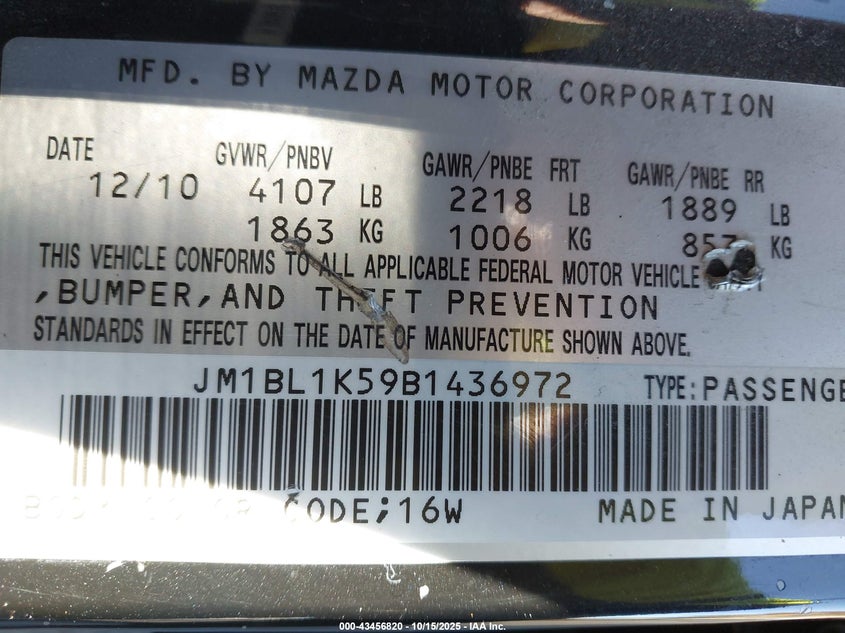 MFD. BY MAZDA MOTOR CORPORATION
DATE GVWR/PNBV GAWR/PNBE FRT GAWR/PNBE RR
12/10 4107 LB 2218 LB 1889 LB
1863 KG 1006 KG 857 KG
THIS VEHICLE CONFORMS TO ALL APPLICABLE FEDERAL MOTOR VEHICLE
,BUMPER,AND THEFT PREVENTION
STANDARDS IN EFFECT ON THE DATE OF MANUFACTURE SHOWN ABOVE.
JM1BL1K59B1436972 TYPE:PASSENGE
CODE;16W MADE IN JAPAN
000-43456820 - 10/15/2025 - IAA Inc.